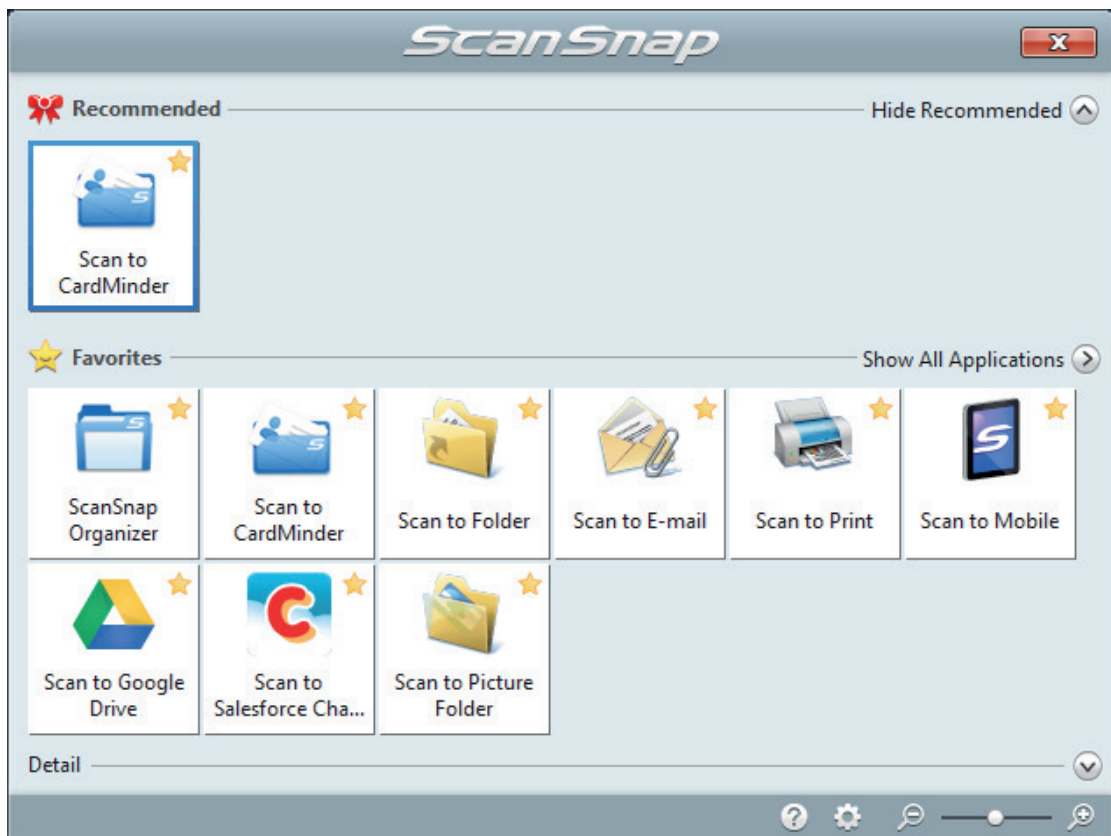 ScanSnap
Recommended
Hide Recommended
Scan to
CardMinder
Favorites
Show All Applications
ScanSnap
Organizer
Scan to
CardMinder
Scan to Folder
Scan to E-mail
Scan to Print
Scan to Mobile
Scan to Google
Drive
Scan to
Salesforce Cha...
Scan to Picture
Folder
Detail